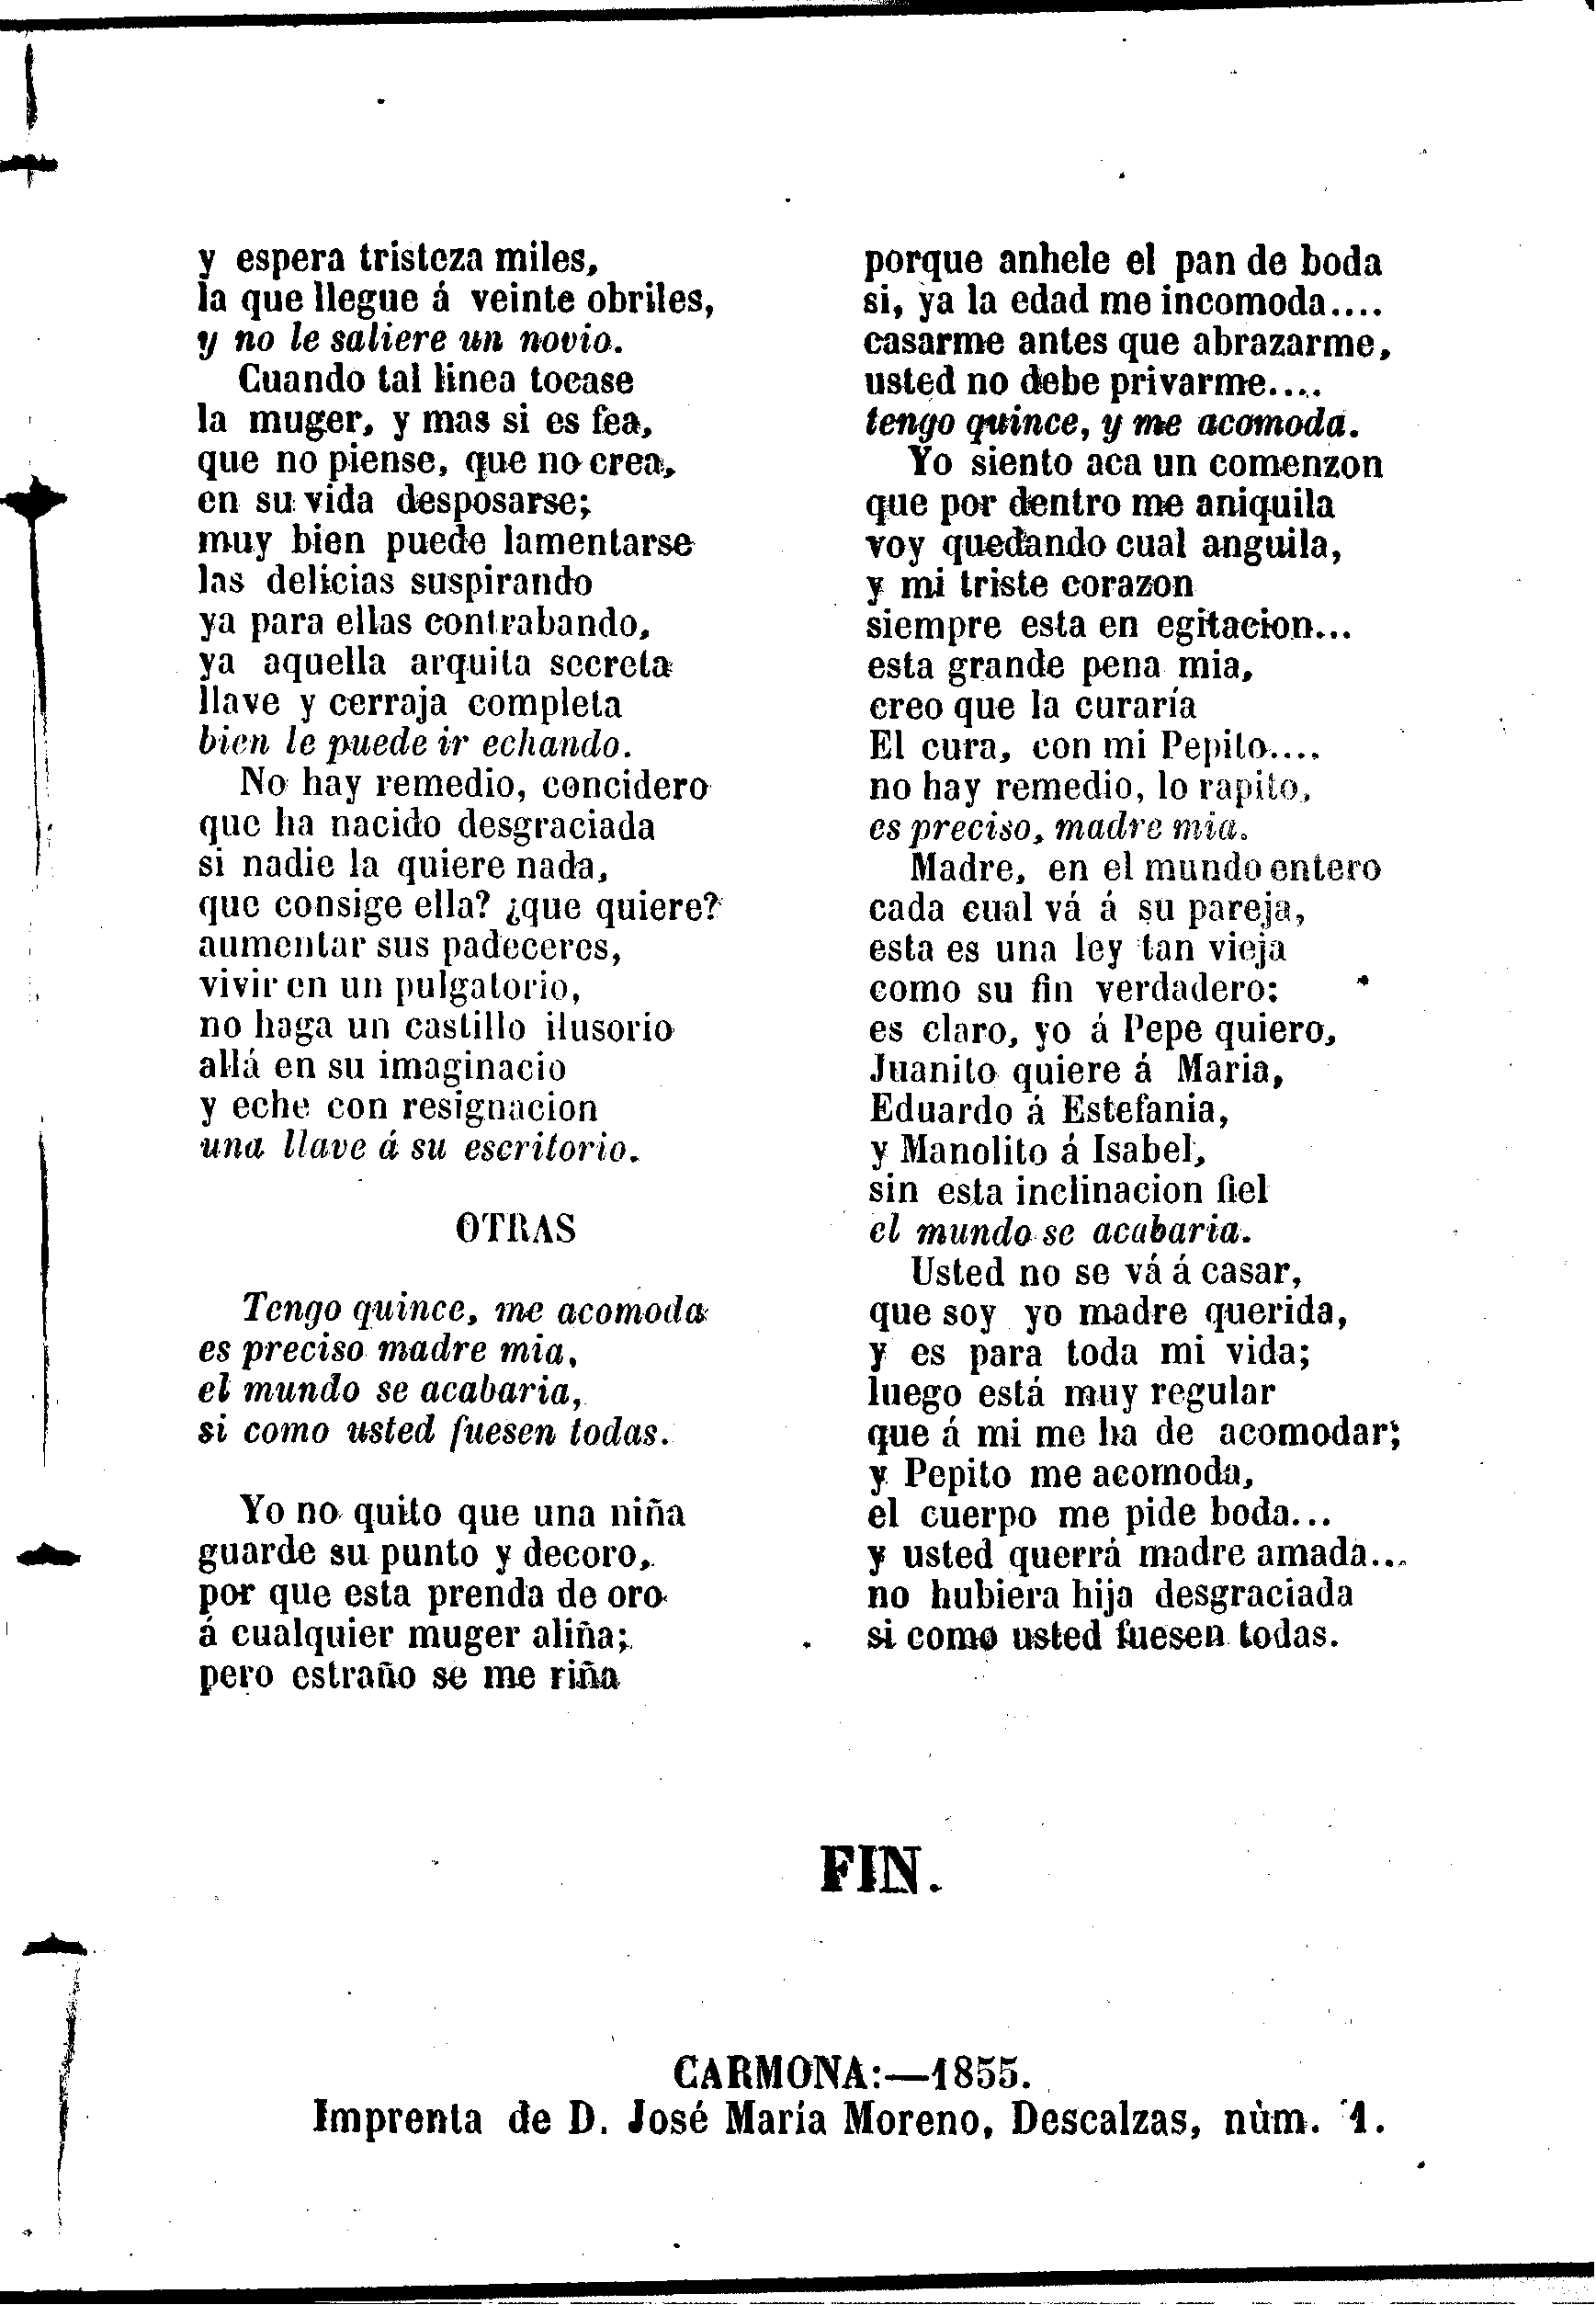 y espera tristeza miles,
la que llegue á veinte obriles,
y no le saliere un novio.
Cuando tal linea tocase
la muger, y mas si es fea,
que no piense, que no crea,
en su vida desposarse;
muy bien puede lamentarse
las delicias suspirando
ya para ellas contrabando,
ya aquella arquita secreta
llave y cerraja completa
bien le puede ir echando.
No hay remedio, concidero
que ha nacido desgraciada
si nadie la quiere nada,
que consige ella? ¿que quiere?
aumentar sus padeceres,
vivir en un pulgatorio,
no haga un castillo ilusorio
allá en su imaginacio
y eche con resignacion
una llave á su escritorio.
OTRAS
Tengo quince, me acomoda
es preciso madre mia,
el mundo se acabaria,
si como usted fuesen todas.
Yo no quito que una niña
guarde su punto y decoro,
por que esta prenda de oro
á cualquier muger aliña;
pero estraño se me riña
porque anhele el pan de boda
si, ya la edad me incomoda....
casarme antes que abrazarme,
usted no debe privarme....
tengo quince, y me acomoda.
Yo siento aca un comenzon
que por dentro me aniquila
voy quedando cual anguila,
y mi triste corazon
siempre esta en egitacion...
esta grande pena mia,
creo que la curaría
El cura, con mi Pepito....
no hay remedio, lo rapito,
es preciso, madre mia.
Madre, en el mundo entero
cada cual vá á su pareja,
esta es una ley tan vieja
como su fin verdadero:
es claro, yo á Pepe quiero,
Juanito quiere á Maria,
Eduardo á Estefania,
y Manolito á Isabel,
sin esta inclinacion fiel
el mundo se acabaria.
Usted no se vá á casar,
que soy yo madre querida,
y es para toda mi vida;
luego está muy regular
que á mi me ha de acomodar;
y Pepito me acomoda,
el cuerpo me pide boda...
y usted querrá madre amada...
no hubiera hija desgraciada
si como usted fuesen todas.
FIN.
CARMONA:—1855.
Imprenta de D. José María Moreno, Descalzas, nùm. 1.